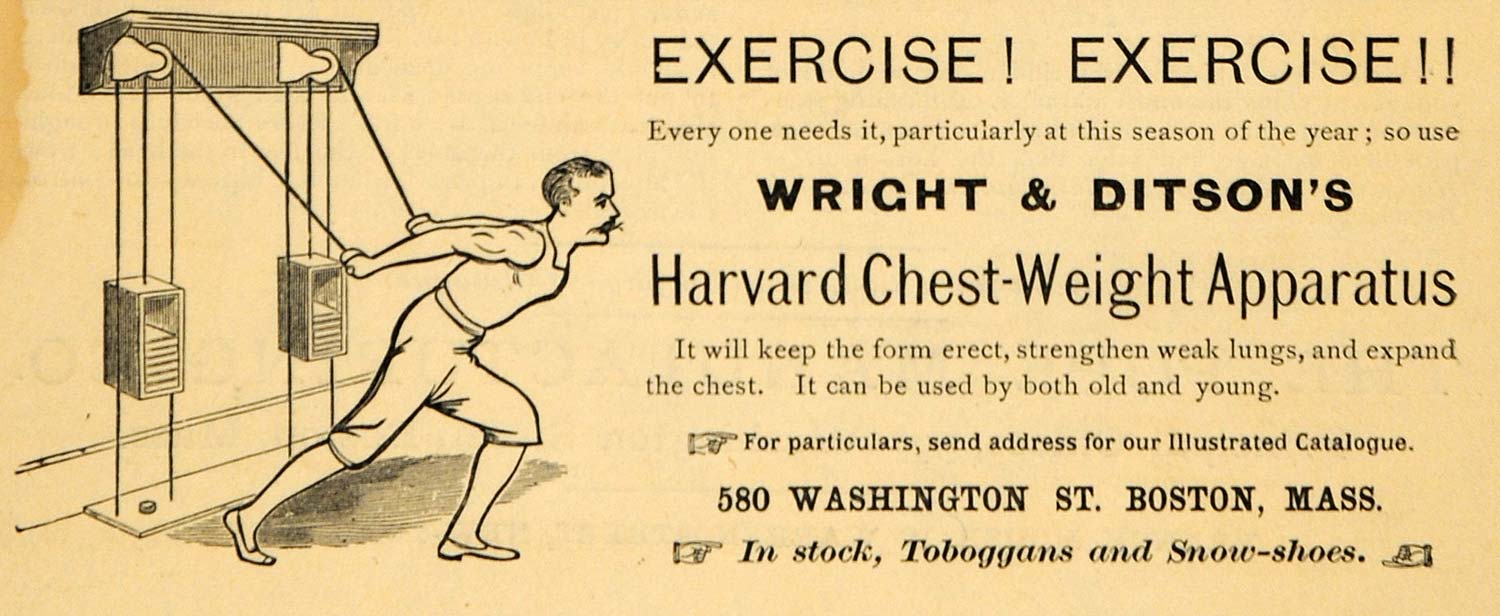 EXERCISE! EXERCISE!!
Every one needs it, particularly at this season of the year; so use
WRIGHT & DITSON'S
Harvard Chest-Weight Apparatus
It will keep the form erect, strengthen weak lungs, and expand
the chest. It can be used by both old and young.
☞ For particulars, send address for our Illustrated Catalogue.
580 WASHINGTON ST. BOSTON, MASS.
☞ In stock, Toboggans and Snow-shoes. ☜